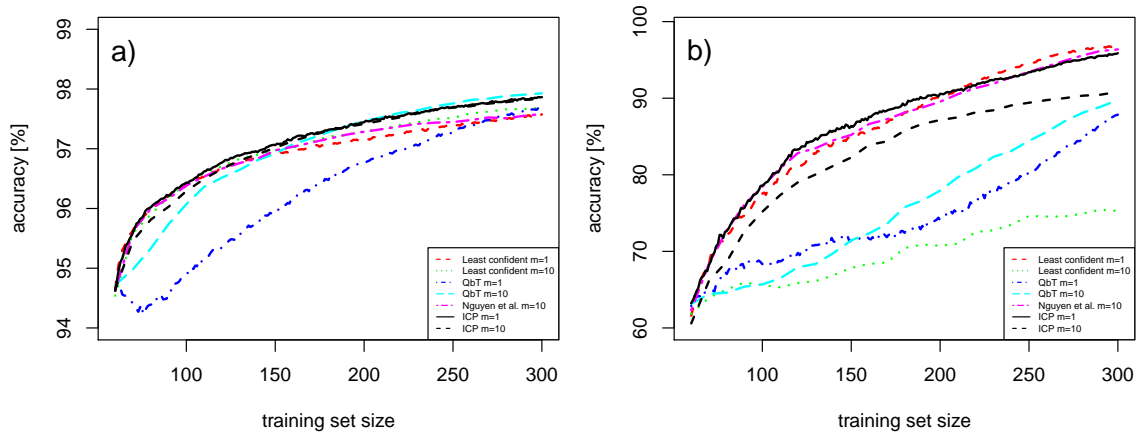 a)
99
98
97
96
95
94
accuracy [%]
100
150
200
250
300
training set size
Least confident m=1
Least confident m=10
QbT m=1
QbT m=10
Nguyen et al. m=10
ICP m=1
ICP m=10
b)
100
90
80
70
60
accuracy [%]
100
150
200
250
300
training set size
Least confident m=1
Least confident m=10
QbT m=1
QbT m=10
Nguyen et al. m=10
ICP m=1
ICP m=10